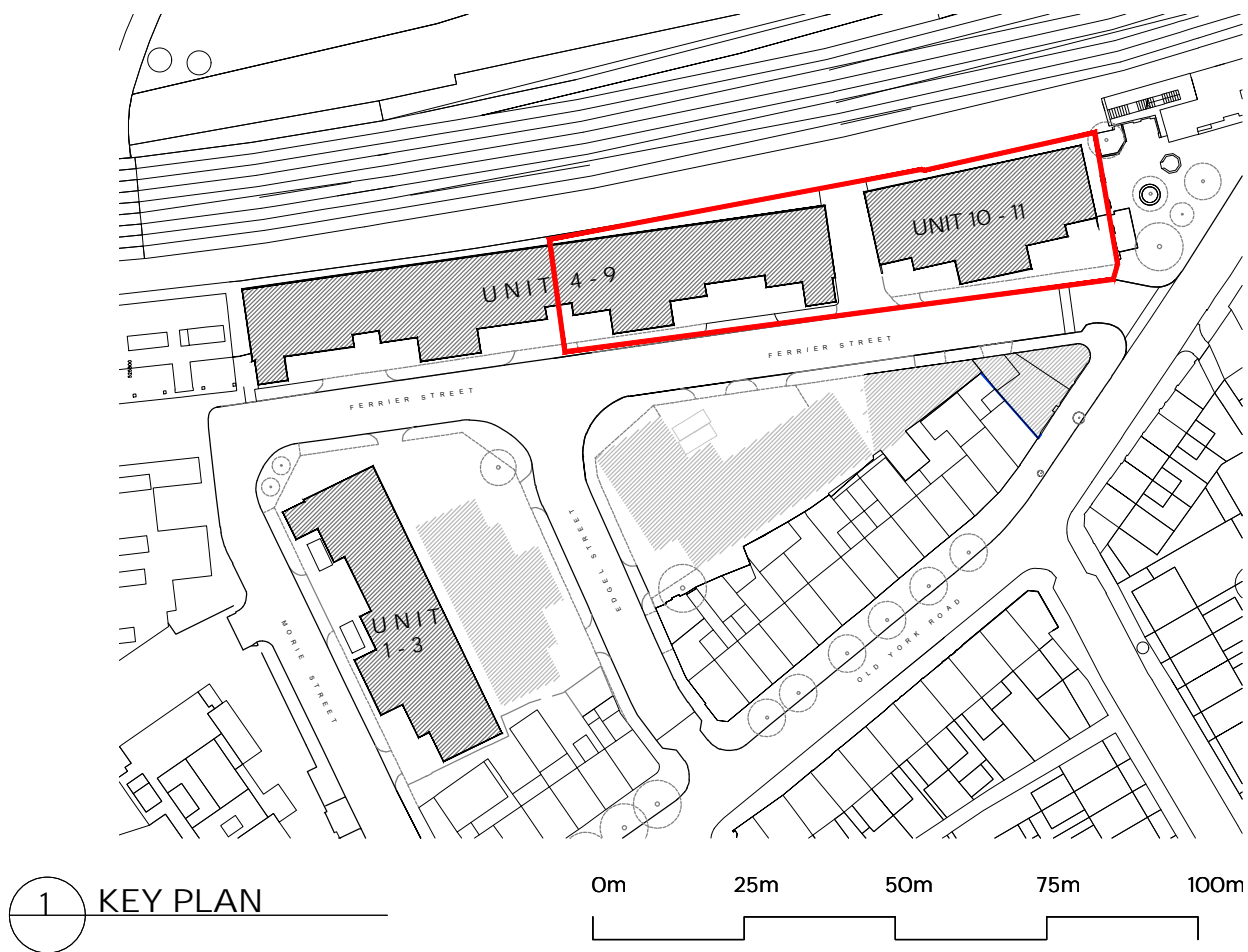 UNIT 10 - 11
UNIT 4 - 9
FERRIER STREET
FERRIER STREET
EDGEL STREET
OLD YORK ROAD
UNIT
1 - 3
MORIE STREET
1 KEY PLAN
0m 25m 50m 75m 100m